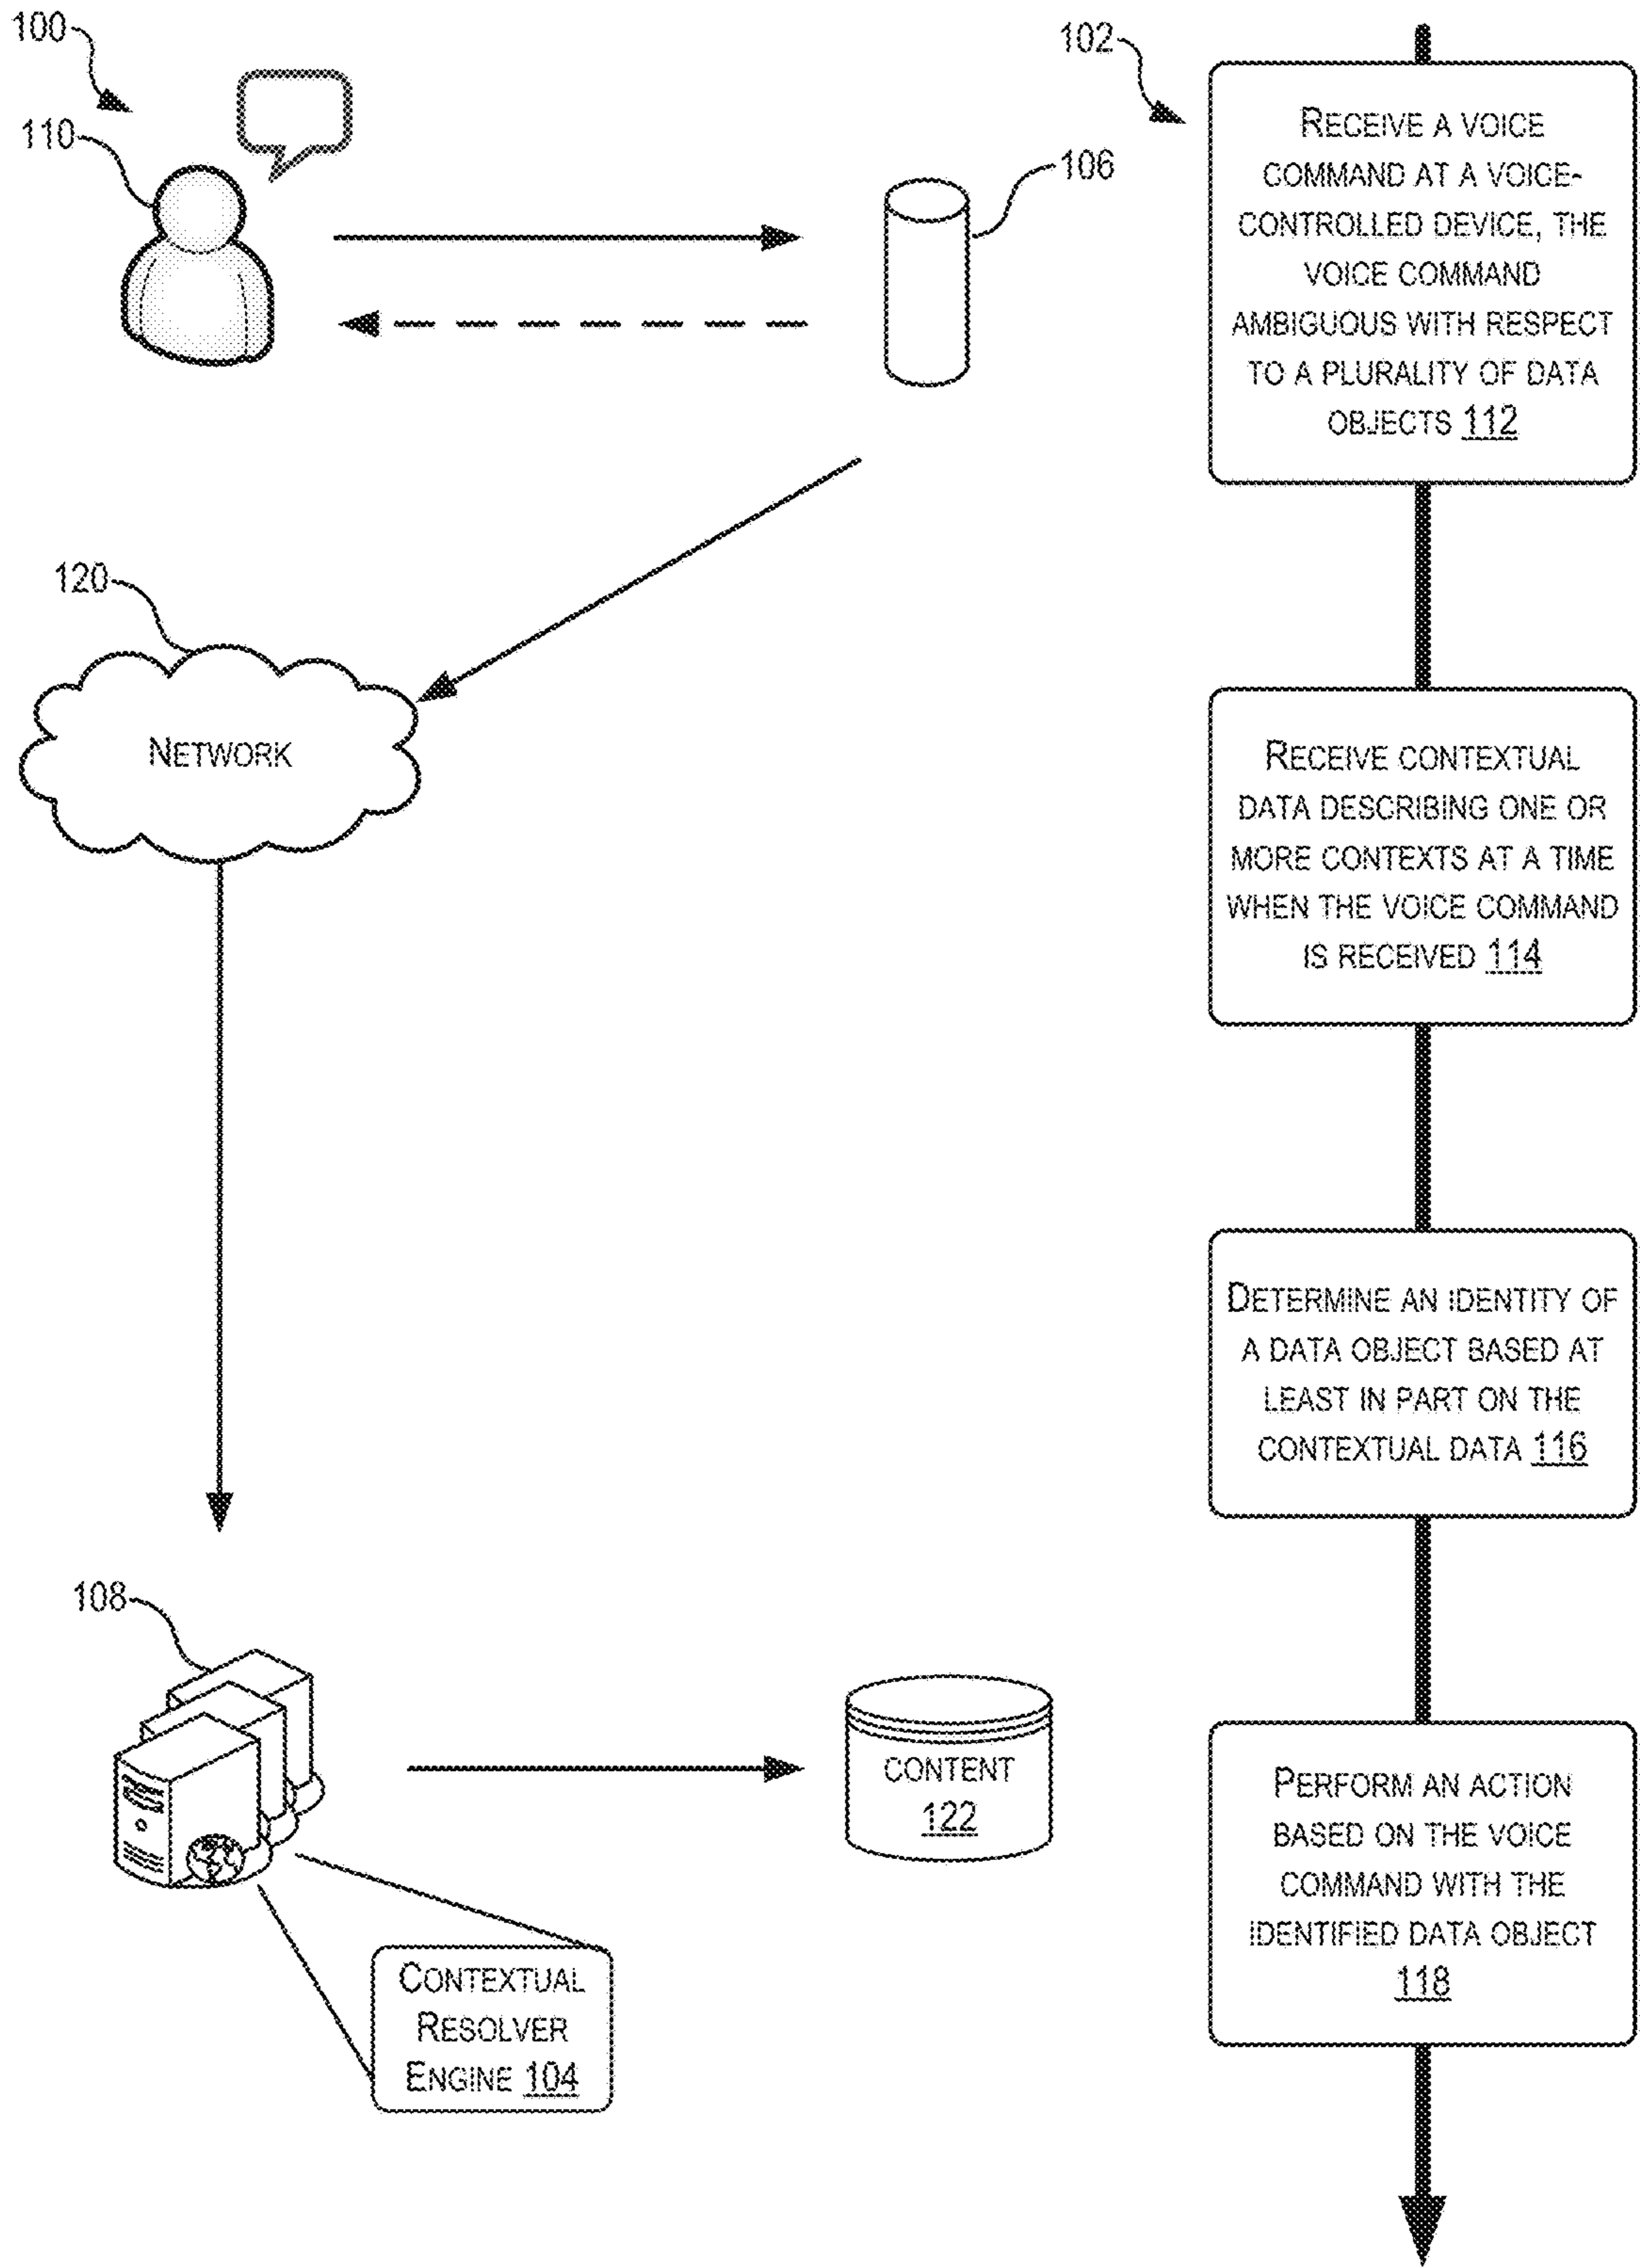 100
110
106
120
NETWORK
108
CONTENT
122
CONTEXTUAL
RESOLVER
ENGINE 104
102
RECEIVE A VOICE
COMMAND AT A VOICE-
CONTROLLED DEVICE, THE
VOICE COMMAND
AMBIGUOUS WITH RESPECT
TO A PLURALITY OF DATA
OBJECTS 112
RECEIVE CONTEXTUAL
DATA DESCRIBING ONE OR
MORE CONTEXTS AT A TIME
WHEN THE VOICE COMMAND
IS RECEIVED 114
DETERMINE AN IDENTITY OF
A DATA OBJECT BASED AT
LEAST IN PART ON THE
CONTEXTUAL DATA 116
PERFORM AN ACTION
BASED ON THE VOICE
COMMAND WITH THE
IDENTIFIED DATA OBJECT
118